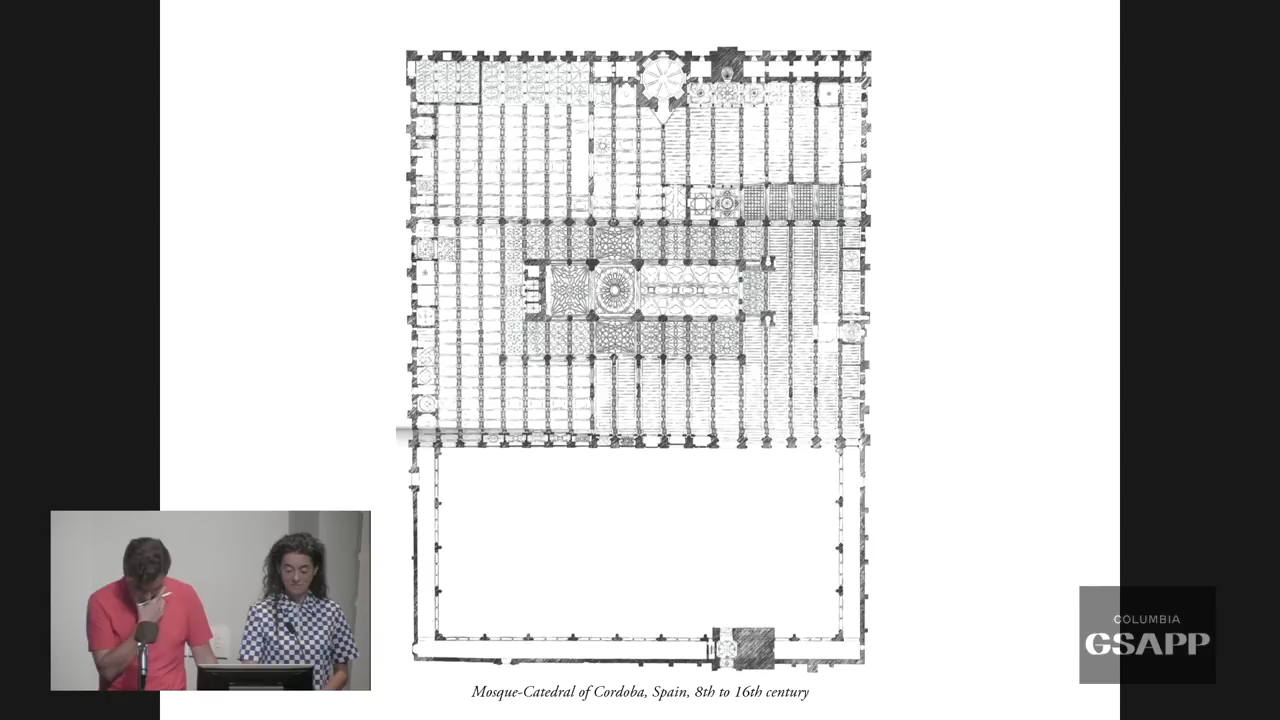 COLUMBIA
GSAPP
Mosque-Catedral of Cordoba, Spain, 8th to 16th century